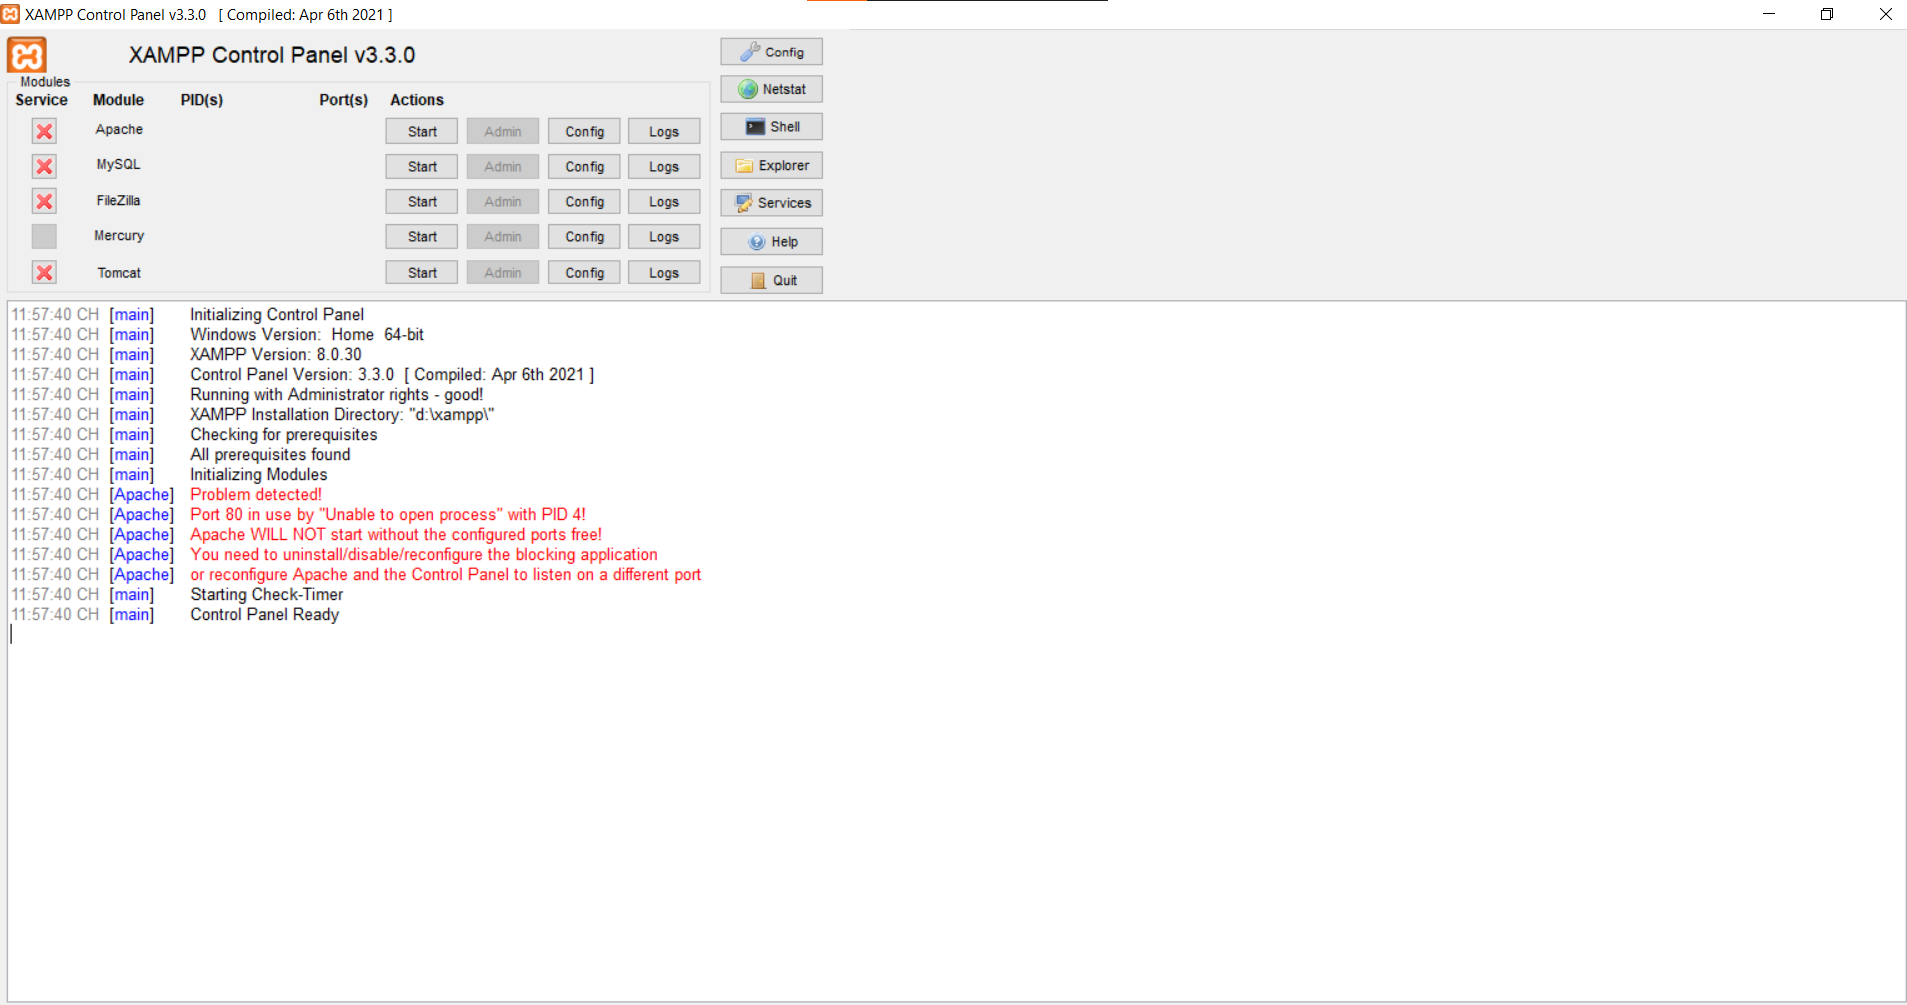 XAMPP Control Panel v3.3.0 [ Compiled: Apr 6th 2021 ]
XAMPP Control Panel v3.3.0
Config
Modules
Service Module PID(s) Port(s) Actions
Netstat
Apache Start Admin Config Logs
Shell
MySQL Start Admin Config Logs
Explorer
FileZilla Start Admin Config Logs
Services
Mercury Start Admin Config Logs
Help
Tomcat Start Admin Config Logs
Quit
11:57:40 CH [main] Initializing Control Panel
11:57:40 CH [main] Windows Version: Home 64-bit
11:57:40 CH [main] XAMPP Version: 8.0.30
11:57:40 CH [main] Control Panel Version: 3.3.0 [ Compiled: Apr 6th 2021 ]
11:57:40 CH [main] Running with Administrator rights - good!
11:57:40 CH [main] XAMPP Installation Directory: "d:\xampp\"
11:57:40 CH [main] Checking for prerequisites
11:57:40 CH [main] All prerequisites found
11:57:40 CH [main] Initializing Modules
11:57:40 CH [Apache] Problem detected!
11:57:40 CH [Apache] Port 80 in use by "Unable to open process" with PID 4!
11:57:40 CH [Apache] Apache WILL NOT start without the configured ports free!
11:57:40 CH [Apache] You need to uninstall/disable/reconfigure the blocking application
11:57:40 CH [Apache] or reconfigure Apache and the Control Panel to listen on a different port
11:57:40 CH [main] Starting Check-Timer
11:57:40 CH [main] Control Panel Ready